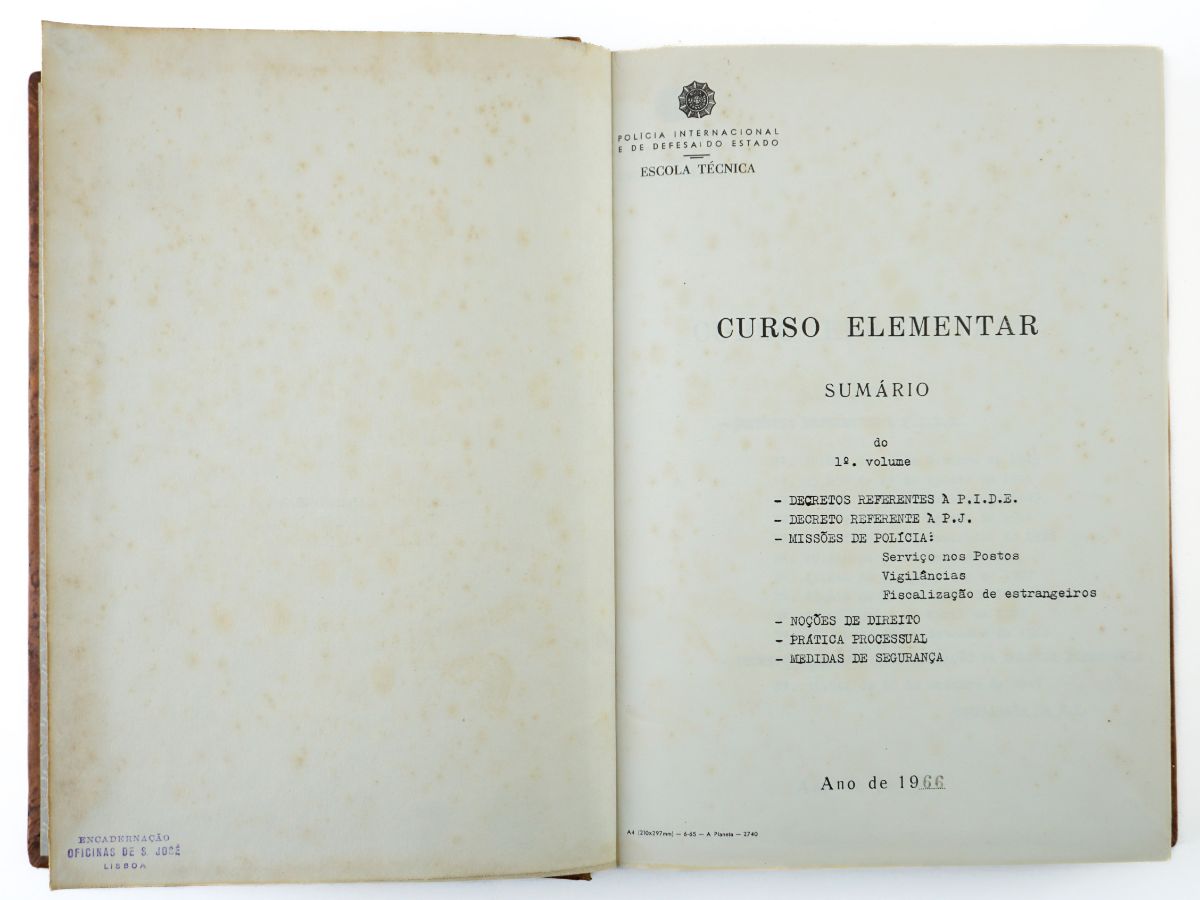 ENCADERNAÇÃO
OFICINAS DE S. JOSÉ
LISBOA
POLÍCIA INTERNACIONAL
E DE DEFESA DO ESTADO
ESCOLA TÉCNICA
CURSO ELEMENTAR
SUMÁRIO
do
1º. volume
- DECRETOS REFERENTES À P.I.D.E.
- DECRETO REFERENTE À P.J.
- MISSÕES DE POLÍCIA:
Serviço nos Postos
Vigilâncias
Fiscalização de estrangeiros
- NOÇÕES DE DIREITO
- PRÁTICA PROCESSUAL
- MEDIDAS DE SEGURANÇA
Ano de 1966
A4 (210x297mm) — 6-65 — A Planeta — 2740